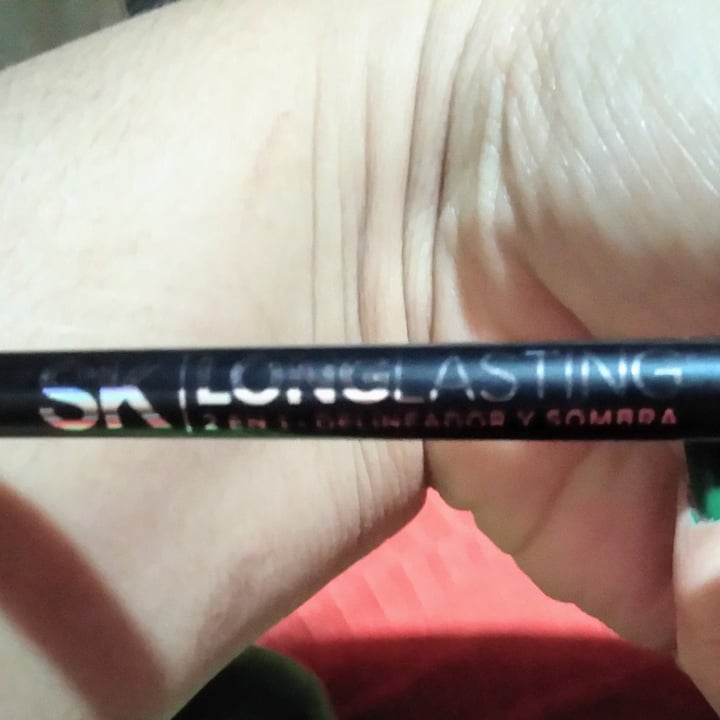 SK | LONGLASTING
2 EN 1 - DELINEADOR Y SOMBRA